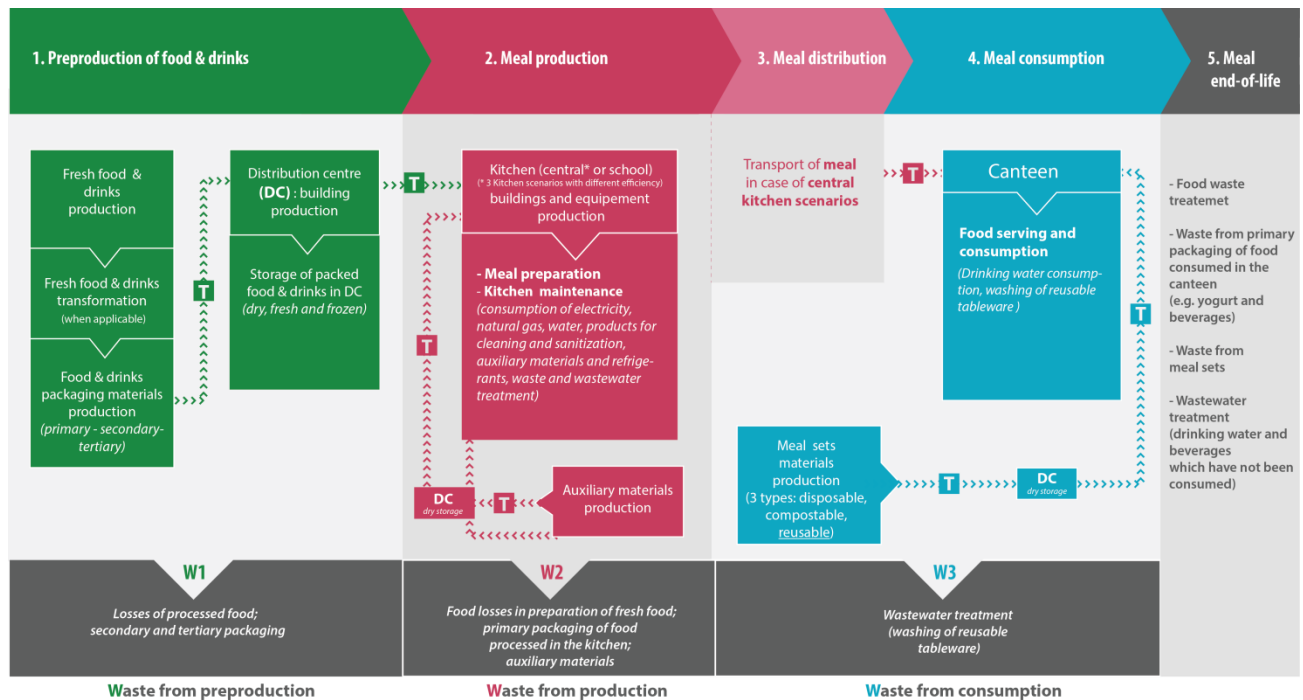 1. Preproduction of food & drinks
2. Meal production
3. Meal distribution
4. Meal consumption
5. Meal
end-of-life
Fresh food &
drinks
production
Fresh food & drinks
transformation
(when applicable)
Food & drinks
packaging materials
production
(primary - secondary-
tertiary)
T
Distribution centre
(DC) : building
production
Storage of packed
food & drinks in DC
(dry, fresh and frozen)
T
Kitchen (central* or school)
(* 3 Kitchen scenarios with different efficiency)
buildings and equipement
production
- Meal preparation
- Kitchen maintenance
(consumption of electricity,
natural gas, water, products for
cleaning and sanitization,
auxiliary materials and refrige-
rants, waste and wastewater
treatment)
T
DC
dry storage
T
Auxiliary materials
production
Transport of meal
in case of central
kitchen scenarios
T
Canteen
Food serving and
consumption
(Drinking water consump-
tion, washing of reusable
tableware )
T
Meal sets
materials
production
(3 types: disposable,
compostable,
reusable)
T
DC
dry storage
- Food waste
treatemet
- Waste from primary
packaging of food
consumed in the
canteen
(e.g. yogurt and
beverages)
- Waste from
meal sets
- Wastewater
treatment
(drinking water and
beverages
which have not been
consumed)
W1
Losses of processed food;
secondary and tertiary packaging
W2
Food losses in preparation of fresh food;
primary packaging of food
processed in the kitchen;
auxiliary materials
W3
Wastewater treatment
(washing of reusable
tableware)
Waste from preproduction
Waste from production
Waste from consumption